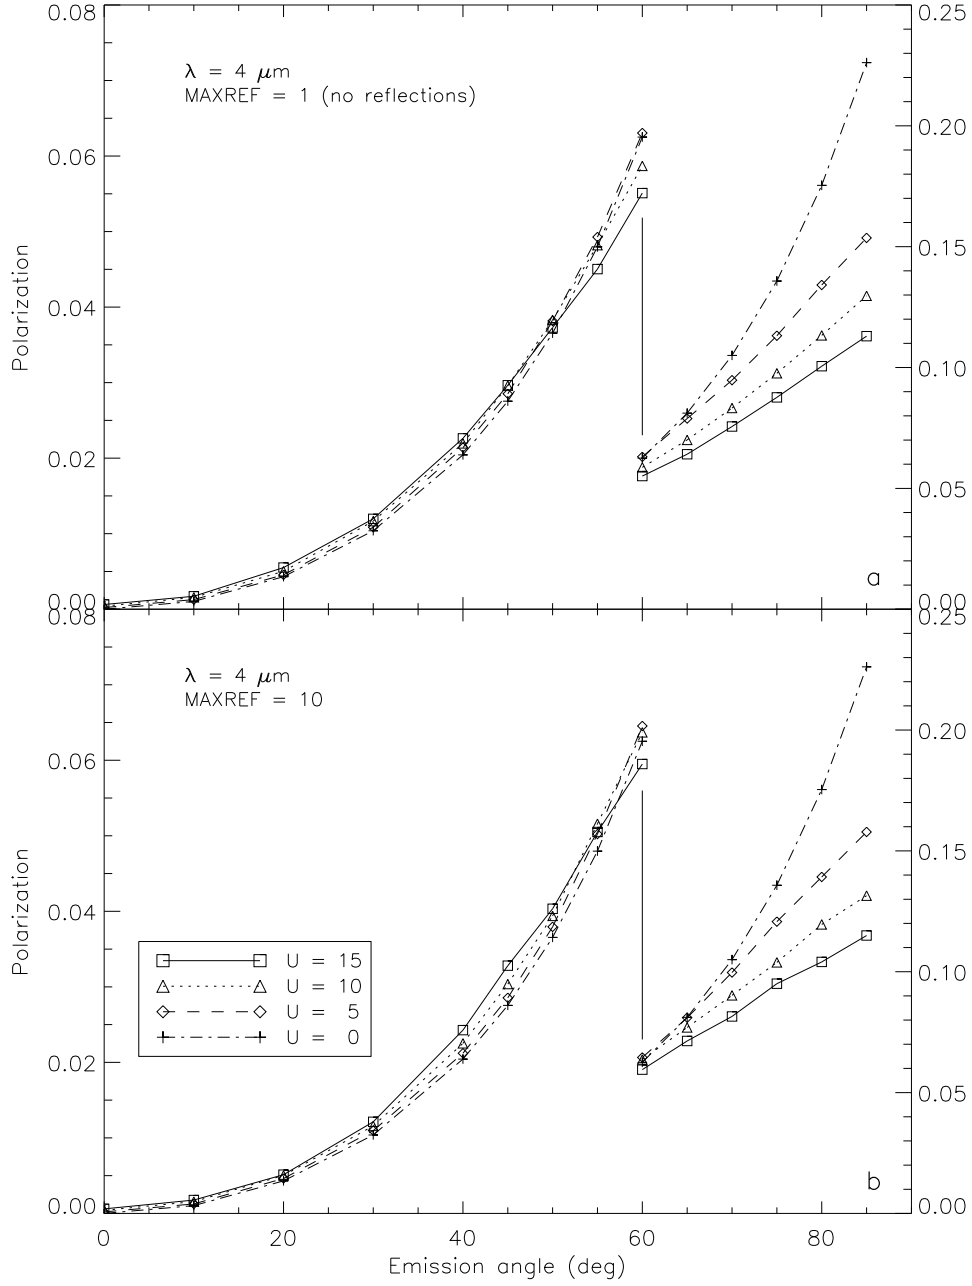 0.08
0.25
λ = 4 μm
MAXREF = 1 (no reflections)
0.20
0.06
0.15
Polarization
0.04
0.10
0.02
0.05
a
0.00
0.00
0.08
0.25
λ = 4 μm
MAXREF = 10
0.20
0.06
0.15
Polarization
0.04
0.10
U = 15
U = 10
U = 5
U = 0
0.02
0.05
b
0.00
0.00
0 20 40 60 80
Emission angle (deg)